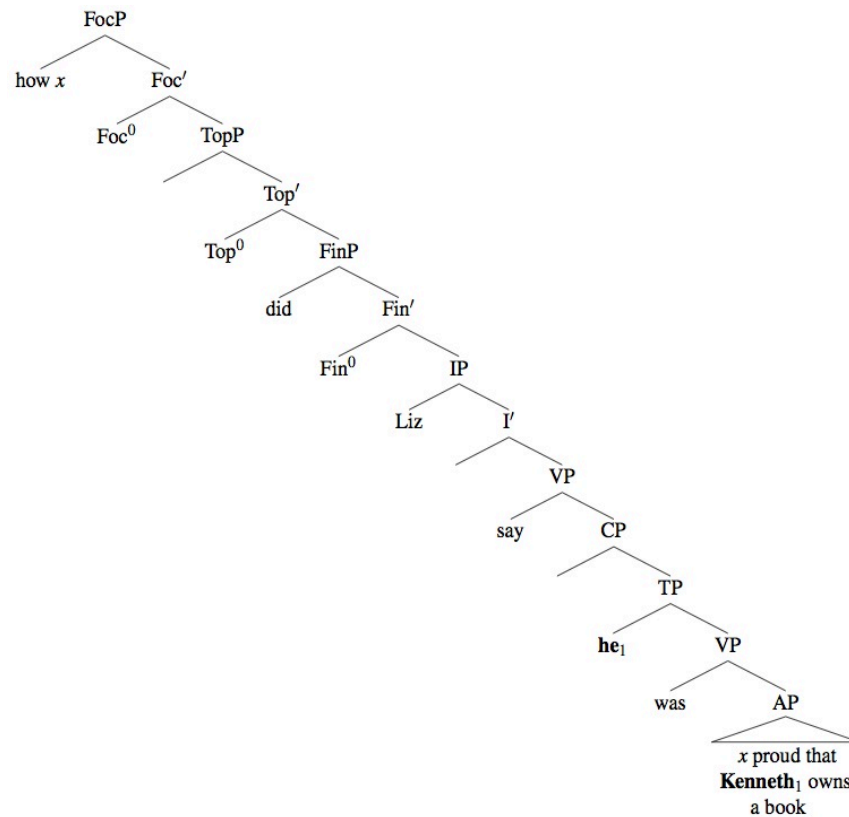 FocP
how x
Foc′
Foc⁰
TopP
Top′
Top⁰
FinP
did
Fin′
Fin⁰
IP
Liz
I′
VP
say
CP
TP
he₁
VP
was
AP
x proud that
Kenneth₁ owns
a book